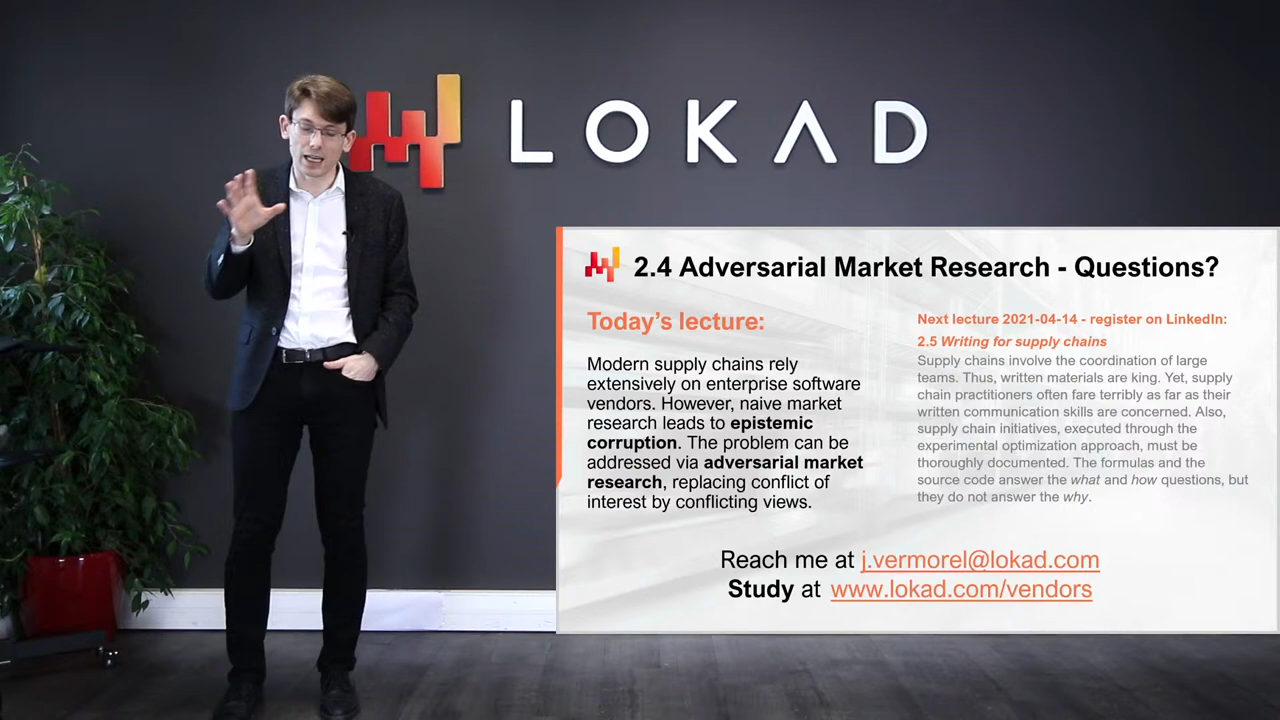 LOKAD
2.4 Adversarial Market Research - Questions?
Today's lecture:
Modern supply chains rely
extensively on enterprise software
vendors. However, naive market
research leads to epistemic
corruption. The problem can be
addressed via adversarial market
research, replacing conflict of
interest by conflicting views.
Next lecture 2021-04-14 - register on LinkedIn:
2.5 Writing for supply chains
Supply chains involve the coordination of large
teams. Thus, written materials are king. Yet, supply
chain practitioners often fare terribly as far as their
written communication skills are concerned. Also,
supply chain initiatives, executed through the
experimental optimization approach, must be
thoroughly documented. The formulas and the
source code answer the what and how questions, but
they do not answer the why.
Reach me at j.vermorel@lokad.com
Study at www.lokad.com/vendors